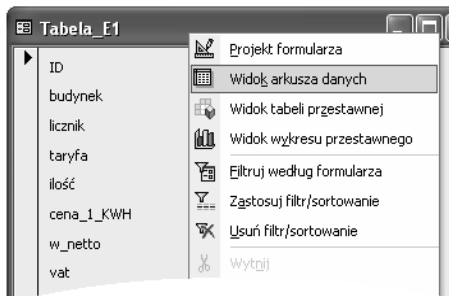 Tabela_E1
ID
budynek
licznik
taryfa
ilość
cena_1_KWH
w_netto
vat
Projekt formularza
Widok arkusza danych
Widok tabeli przestawnej
Widok wykresu przestawnego
Filtruj według formularza
Zastosuj filtr/sortowanie
Usuń filtr/sortowanie
Wytnij